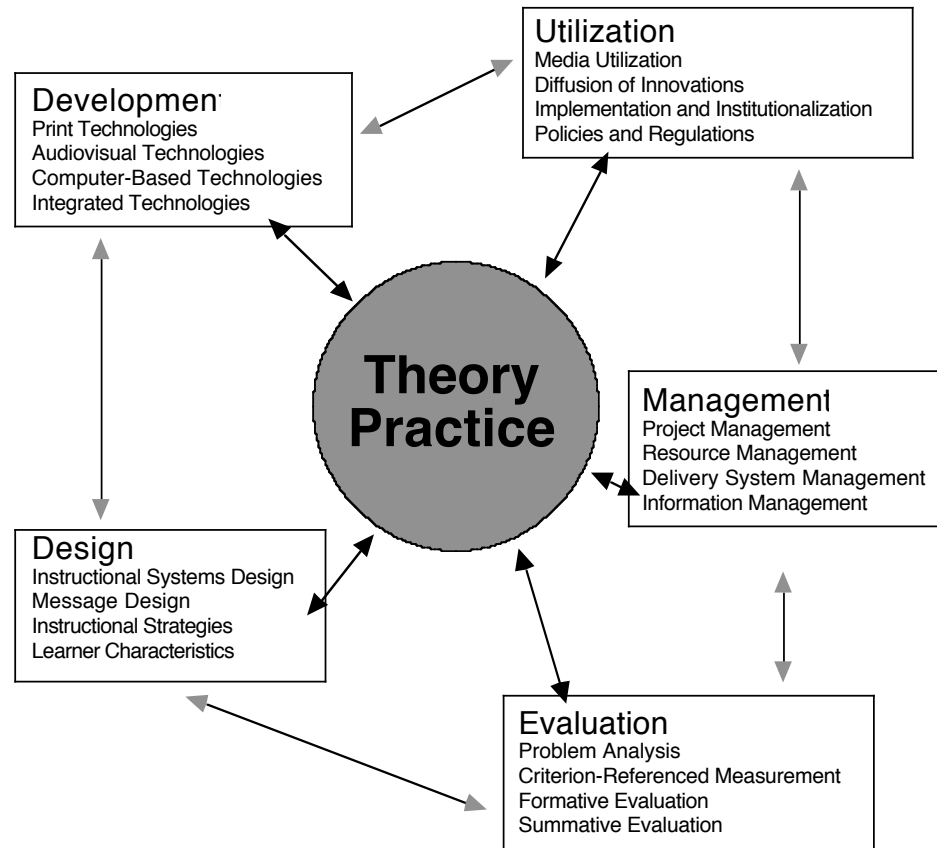 Utilization
Media Utilization
Diffusion of Innovations
Implementation and Institutionalization
Policies and Regulations
Development
Print Technologies
Audiovisual Technologies
Computer-Based Technologies
Integrated Technologies
Theory
Practice
Management
Project Management
Resource Management
Delivery System Management
Information Management
Design
Instructional Systems Design
Message Design
Instructional Strategies
Learner Characteristics
Evaluation
Problem Analysis
Criterion-Referenced Measurement
Formative Evaluation
Summative Evaluation